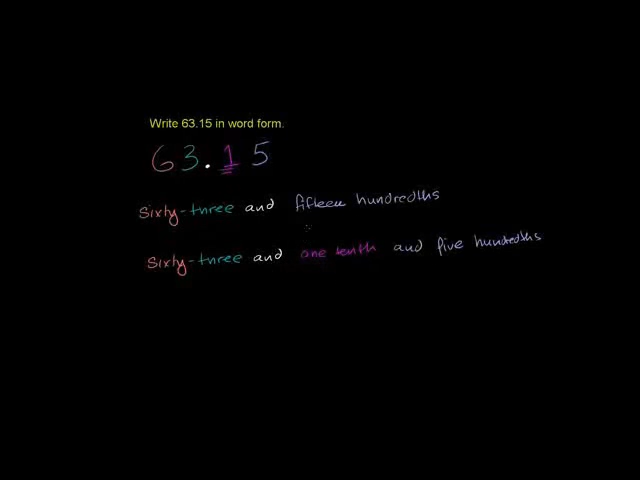 Write 63.15 in word form.
63.15
Sixty-three and fifteen hundredths
Sixty-three and one tenth and five hundredths